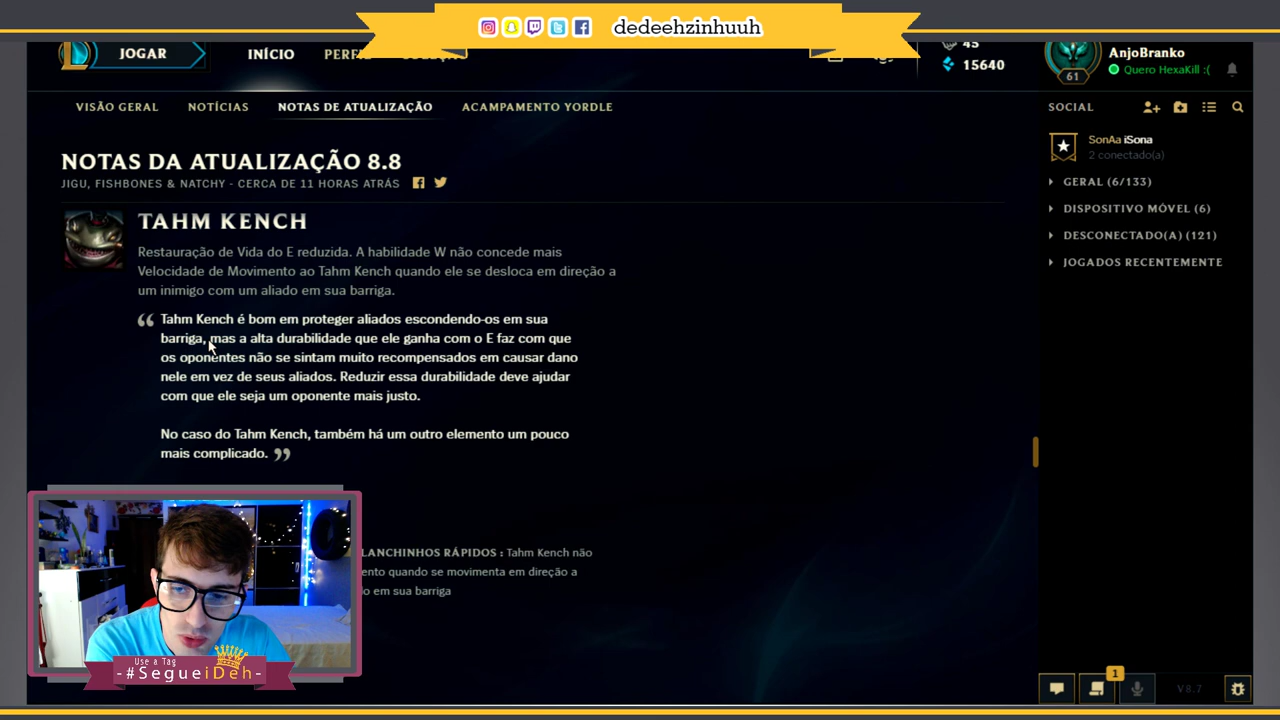 dedeehzinhuuh
JOGAR
INÍCIO
45
15640
AnjoBranko
Quero HexaKill :(
61
VISÃO GERAL
NOTÍCIAS
NOTAS DE ATUALIZAÇÃO
ACAMPAMENTO YORDLE
SOCIAL
NOTAS DA ATUALIZAÇÃO 8.8
JIGU, FISHBONES & NATCHY - CERCA DE 11 HORAS ATRÁS
SonAa iSona
2 conectado(a)
GERAL (6/133)
DISPOSITIVO MÓVEL (6)
DESCONECTADO(A) (121)
JOGADOS RECENTEMENTE
TAHM KENCH
Restauração de Vida do E reduzida. A habilidade W não concede mais
Velocidade de Movimento ao Tahm Kench quando ele se desloca em direção a
um inimigo com um aliado em sua barriga.
“ Tahm Kench é bom em proteger aliados escondendo-os em sua
barriga, mas a alta durabilidade que ele ganha com o E faz com que
os oponentes não se sintam muito recompensados em causar dano
nele em vez de seus aliados. Reduzir essa durabilidade deve ajudar
com que ele seja um oponente mais justo.
No caso do Tahm Kench, também há um outro elemento um pouco
mais complicado. ”
LANCHINHOS RÁPIDOS : Tahm Kench não
ento quando se movimenta em direção a
o em sua barriga
Use a Tag
-#SegueiDeh-
1
V8.7